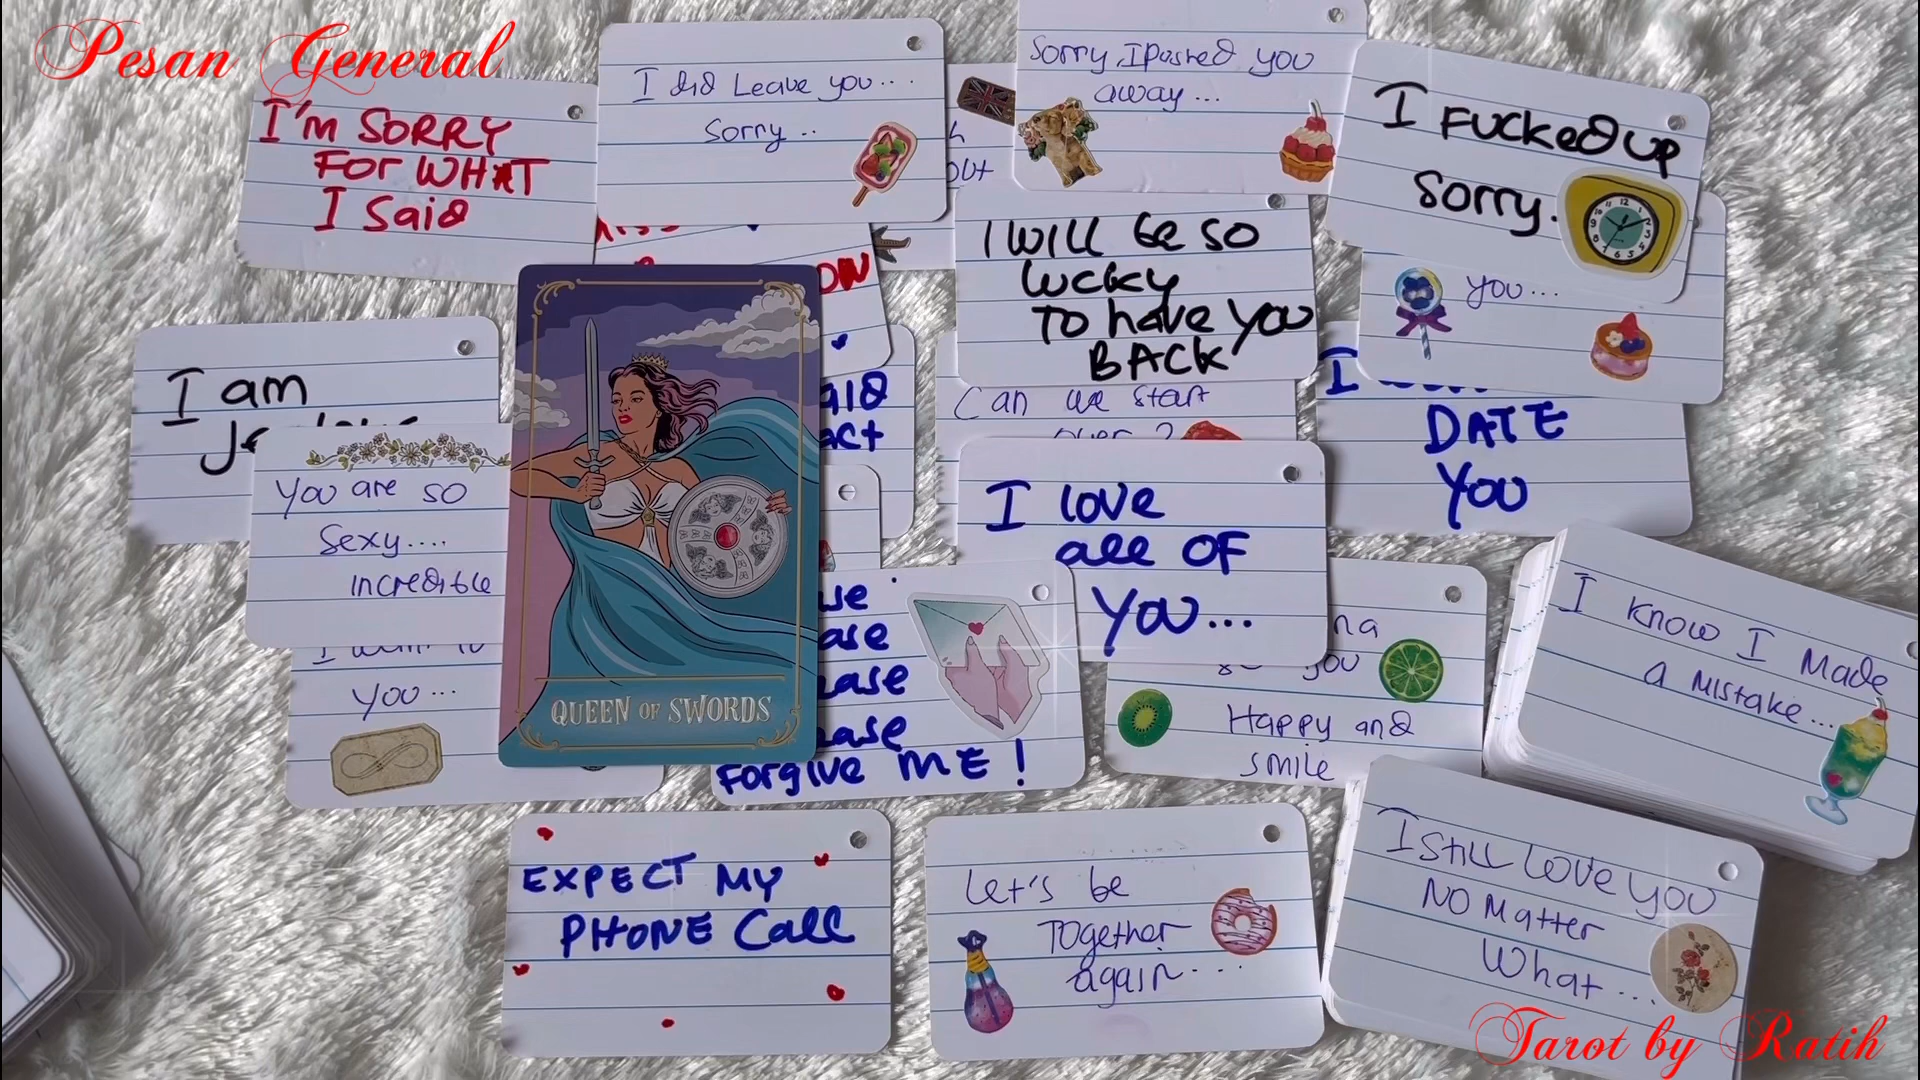 Pesan General
I'm SORRY
FOR WHAT
I Said
I did Leave you....
Sorry..
Sorry, I pushed you
away...
I FUCKED UP
Sorry.
I WILL be so
LUCKY
TO have YOU
BACK
you...
I am
You are so
Sexy....
incredible
Can we start
over?
DATE
YOU
I love
all OF
YOU...
YOU...
QUEEN OF SWORDS
FORGIVE ME!
Happy and
smile
I know I Made
a mistake...
EXPECT MY
PHONE Call
Let's be
Together
again....
I Still Love you
NO Matter
What...
Tarot by Ratih